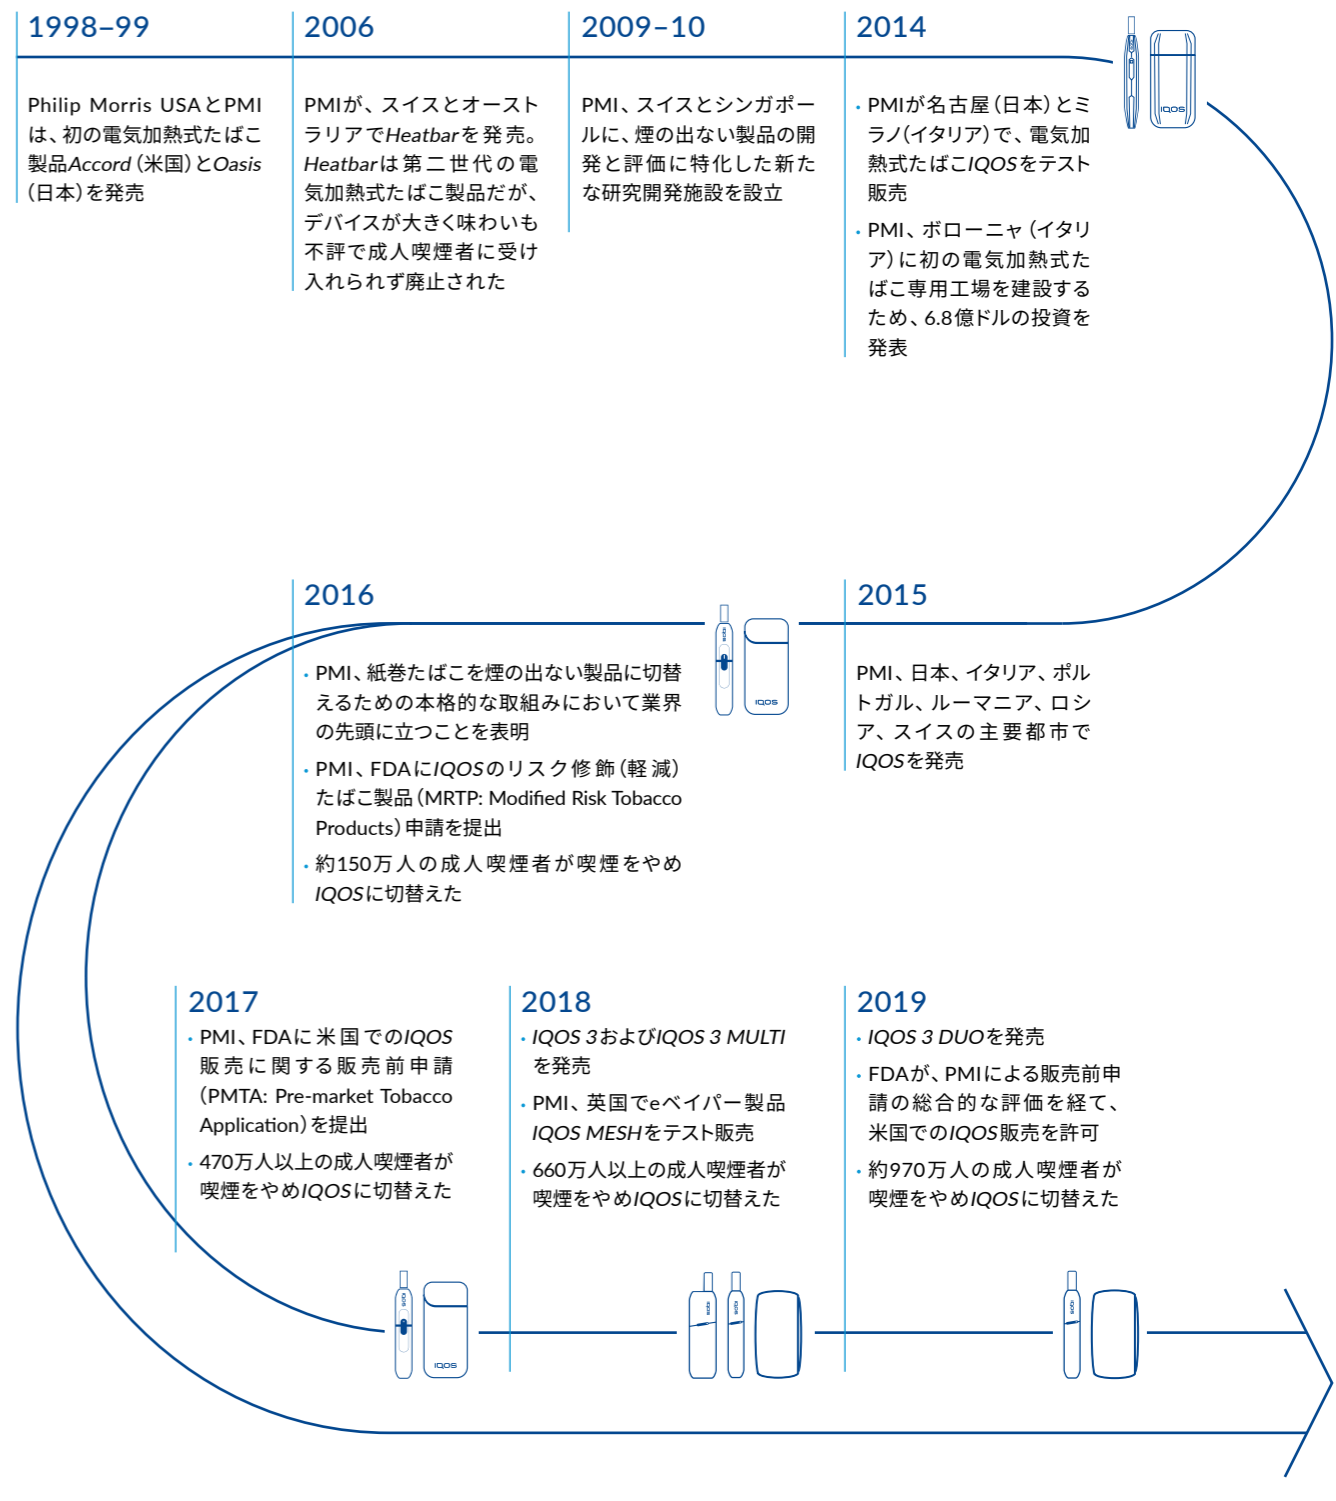 1998–99
Philip Morris USAとPMI
は、初の電気加熱式たばこ
製品Accord（米国）とOasis
（日本）を発売
2006
PMIが、スイスとオースト
ラリアでHeatbarを発売。
Heatbarは第二世代の電
気加熱式たばこ製品だが、
デバイスが大きく味わいも
不評で成人喫煙者に受け
入れられず廃止された
2009–10
PMI、スイスとシンガポー
ルに、煙の出ない製品の開
発と評価に特化した新た
な研究開発施設を設立
2014
・PMIが名古屋（日本）とミ
ラノ（イタリア）で、電気加
熱式たばこIQOSをテスト
販売
・PMI、ボローニャ（イタリ
ア）に初の電気加熱式た
ばこ専用工場を建設する
ため、6.8億ドルの投資を
発表
IQOS
2015
PMI、日本、イタリア、ポル
トガル、ルーマニア、ロシ
ア、スイスの主要都市で
IQOSを発売
IQOS
IQOS
2016
・PMI、紙巻たばこを煙の出ない製品に切替
えるための本格的な取組みにおいて業界
の先頭に立つことを表明
・PMI、FDAにIQOSのリスク修飾（軽減）
たばこ製品（MRTP: Modified Risk Tobacco
Products）申請を提出
・約150万人の成人喫煙者が喫煙をやめ
IQOSに切替えた
2017
・PMI、FDAに米国でのIQOS
販売に関する販売前申請
（PMTA: Pre-market Tobacco
Application）を提出
・470万人以上の成人喫煙者が
喫煙をやめIQOSに切替えた
IQOS
IQOS
2018
・IQOS 3およびIQOS 3 MULTI
を発売
・PMI、英国でeベイパー製品
IQOS MESHをテスト販売
・660万人以上の成人喫煙者が
喫煙をやめIQOSに切替えた
IQOS
IQOS
2019
・IQOS 3 DUOを発売
・FDAが、PMIによる販売前申
請の総合的な評価を経て、
米国でのIQOS販売を許可
・約970万人の成人喫煙者が
喫煙をやめIQOSに切替えた
IQOS